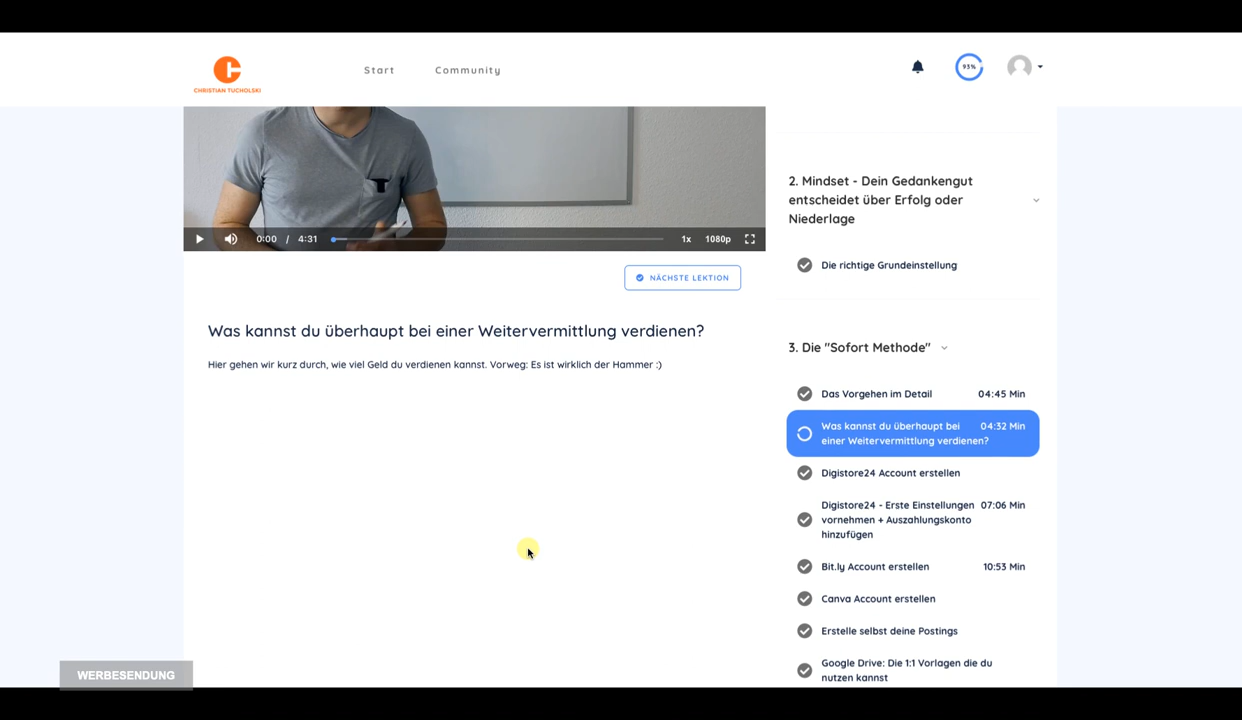 CHRISTIAN TUCHOLSKI
Start
Community
93%
0:00 / 4:31
1x
1080p
NÄCHSTE LEKTION
Was kannst du überhaupt bei einer Weitervermittlung verdienen?
Hier gehen wir kurz durch, wie viel Geld du verdienen kannst. Vorweg: Es ist wirklich der Hammer :)
2. Mindset - Dein Gedankengut
entscheidet über Erfolg oder
Niederlage
Die richtige Grundeinstellung
3. Die "Sofort Methode"
Das Vorgehen im Detail 04:45 Min
Was kannst du überhaupt bei 04:32 Min
einer Weitervermittlung verdienen?
Digistore24 Account erstellen
Digistore24 - Erste Einstellungen 07:06 Min
vornehmen + Auszahlungskonto
hinzufügen
Bit.ly Account erstellen 10:53 Min
Canva Account erstellen
Erstelle selbst deine Postings
Google Drive: Die 1:1 Vorlagen die du
nutzen kannst
WERBESENDUNG